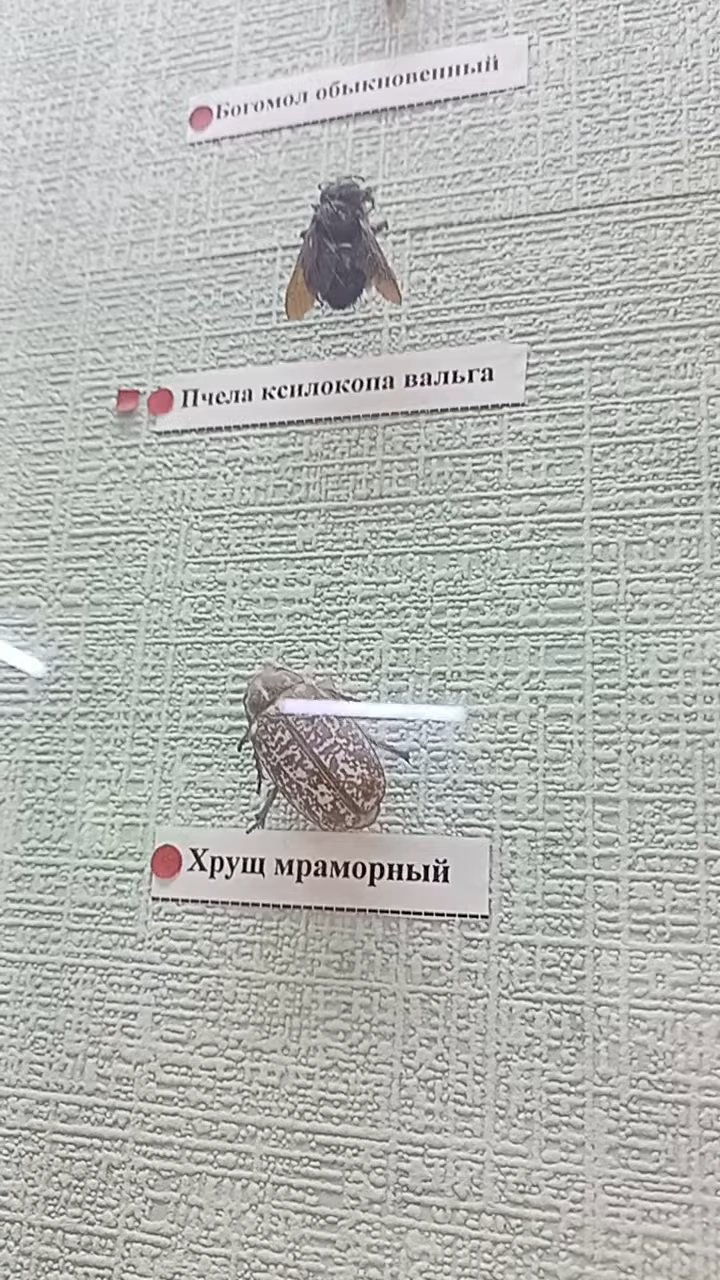 Богомол обыкновенный
Пчела ксилокопа вальга
Хрущ мраморный